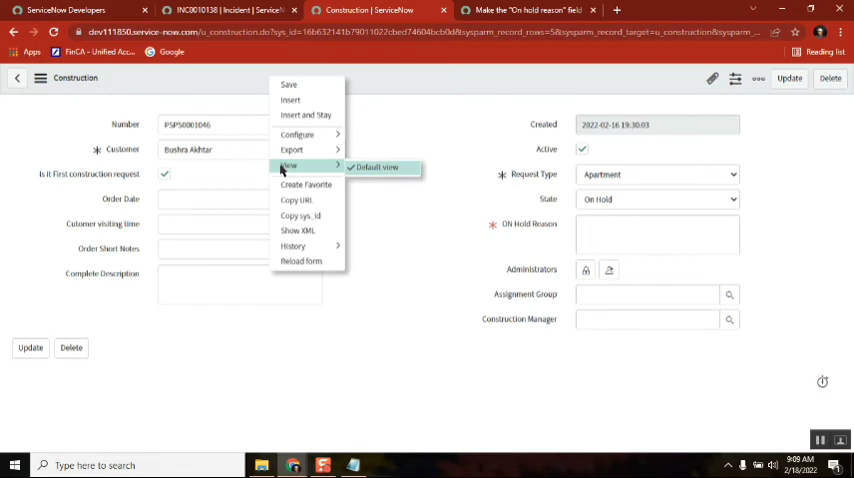 ServiceNow Developers
INC0010138 | Incident | ServiceN
Construction | ServiceNow
Make the "On hold reason" field
dev111850.service-now.com/u_construction.do?sys_id=16b632141b79011022cbed74604bcb0d&sysparm_record_target=u_construction&sysparm_record_rows=5&sysparm_record_target=u_construction&sysparm_...
Apps
FinCA - Unified Acc...
Google
Reading list
Construction
Update
Delete
Save
Insert
Insert and Stay
Configure
Export
View
Default view
Create Favorite
Copy URL
Copy sys_id
Show XML
History
Reload form
Number
PSPS0001046
Customer
Bushra Akhtar
Is it First construction request
Order Date
Cutomer visiting time
Order Short Notes
Complete Description
Created
2022-02-16 19:30:03
Active
Request Type
Apartment
State
On Hold
ON Hold Reason
Administrators
Assignment Group
Construction Manager
Update
Delete
Type here to search
9:09 AM
2/18/2022
1